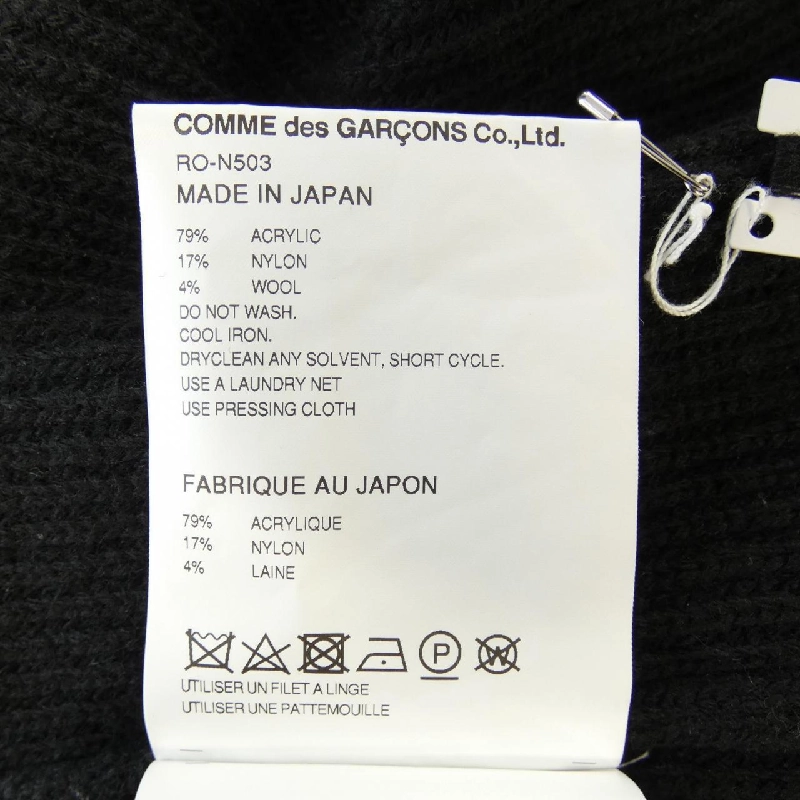 COMME des GARÇONS Co.,Ltd.
RO-N503
MADE IN JAPAN
79% ACRYLIC
17% NYLON
4% WOOL
DO NOT WASH.
COOL IRON.
DRYCLEAN ANY SOLVENT, SHORT CYCLE.
USE A LAUNDRY NET
USE PRESSING CLOTH
FABRIQUE AU JAPON
79% ACRYLIQUE
17% NYLON
4% LAINE
P W
UTILISER UN FILET A LINGE
UTILISER UNE PATTEMOUILLE